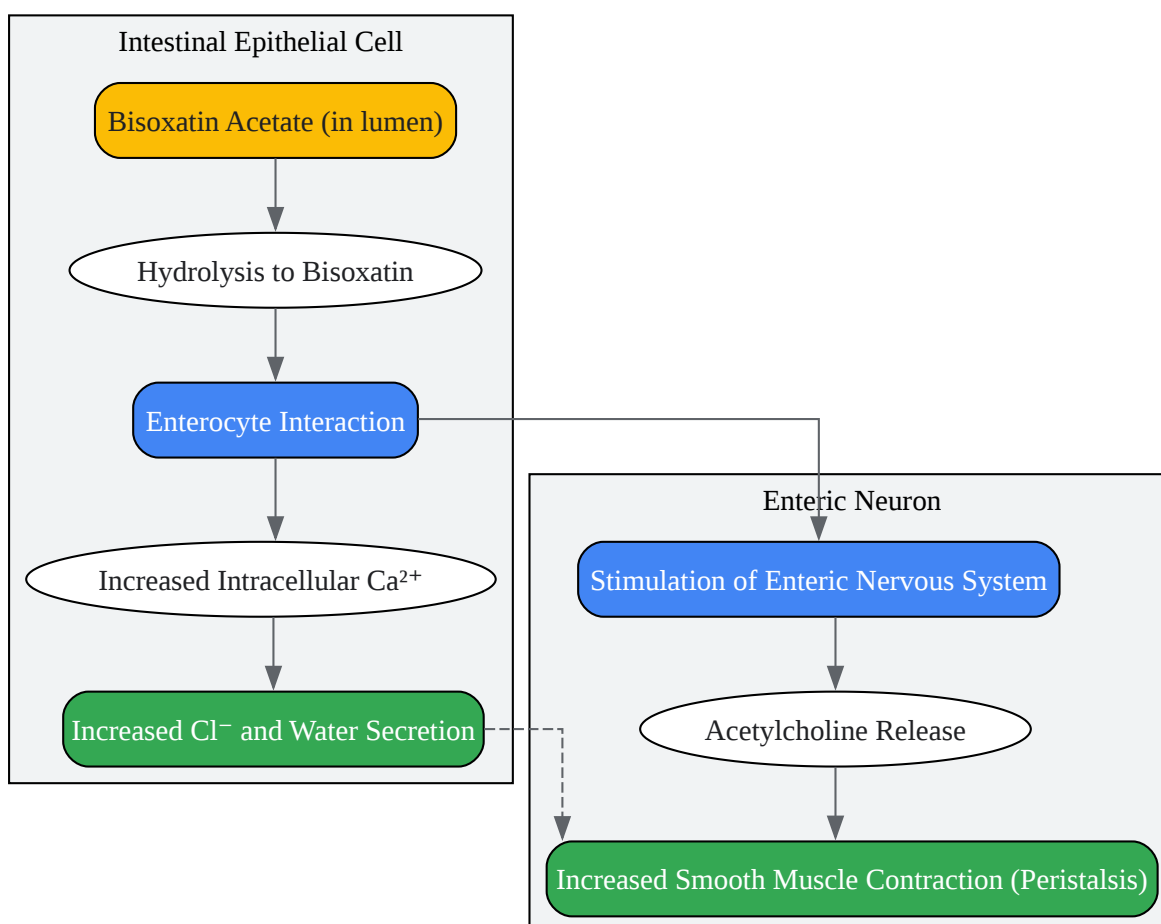 Intestinal Epithelial Cell
Bisoxatin Acetate (in lumen)
Hydrolysis to Bisoxatin
Enterocyte Interaction
Increased Intracellular Ca²⁺
Increased Cl⁻ and Water Secretion
Enteric Neuron
Stimulation of Enteric Nervous System
Acetylcholine Release
Increased Smooth Muscle Contraction (Peristalsis)